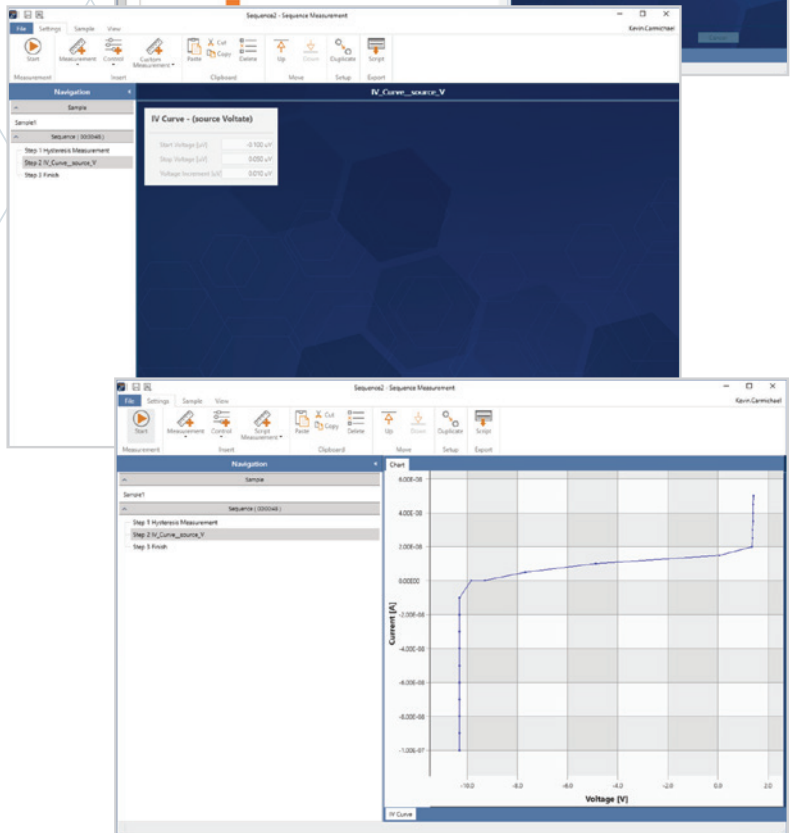 Sequence2 - Sequence Measurement
File Settings Sample View
Kevin Carmichael
Start
Measurement
Control
Custom
Measurement
Paste
Cut
Copy
Delete
Up
Down
Duplicate
Script
Measurement
Insert
Clipboard
Move
Setup
Export
Navigation
Sample
Sample1
Sequence ( 0:00:04S )
Step 1 Hysteresis Measurement
Step 2 IV_Curve__source_V
Step 3 Finish
IV_Curve__source_V
IV Curve - (source Voltate)
Start Voltage [uV] -0.100 uV
Stop Voltage [uV] 0.050 uV
Voltage Increment [uV] 0.010 uV
Cancel
Sequence2 - Sequence Measurement
File Settings Sample View
Kevin Carmichael
Start
Measurement
Control
Script
Measurement
Paste
Cut
Copy
Delete
Up
Down
Duplicate
Script
Measurement
Insert
Clipboard
Move
Setup
Export
Navigation
Sample
Sample1
Step 1 Hysteresis Measurement
Step 2 IV_Curve__source_V
Step 3 Finish
Chart
6.00E-08
4.00E-08
2.00E-08
0.00E00
-2.00E-08
-4.00E-08
-6.00E-08
-8.00E-08
-1.00E-07
Current [A]
-10.0 -8.0 -6.0 -4.0 -2.0 0.0 2.0
Voltage [V]
IV Curve